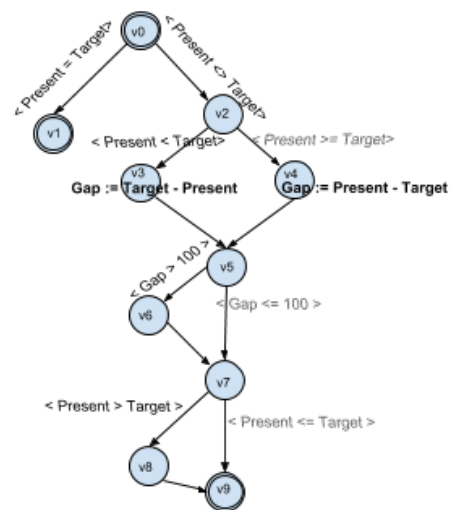 v0
< Present = Target>
< Present <> Target>
v1
v2
< Present < Target>
< Present >= Target>
v3
v4
Gap := Target - Present
Gap := Present - Target
< Gap > 100 >
v5
< Gap <= 100 >
v6
v7
< Present > Target >
< Present <= Target >
v8
v9